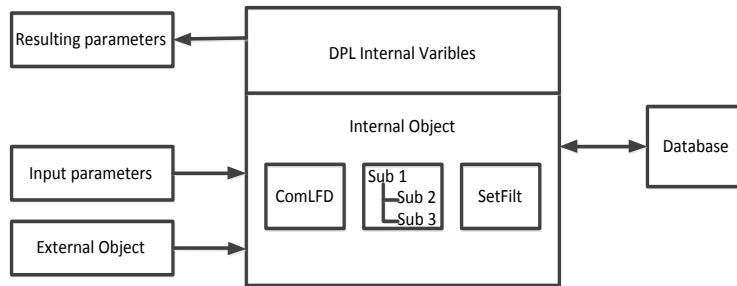 Resulting parameters
DPL Internal Varibles
Internal Object
Input parameters
External Object
ComLFD
Sub 1
Sub 2
Sub 3
SetFilt
Database